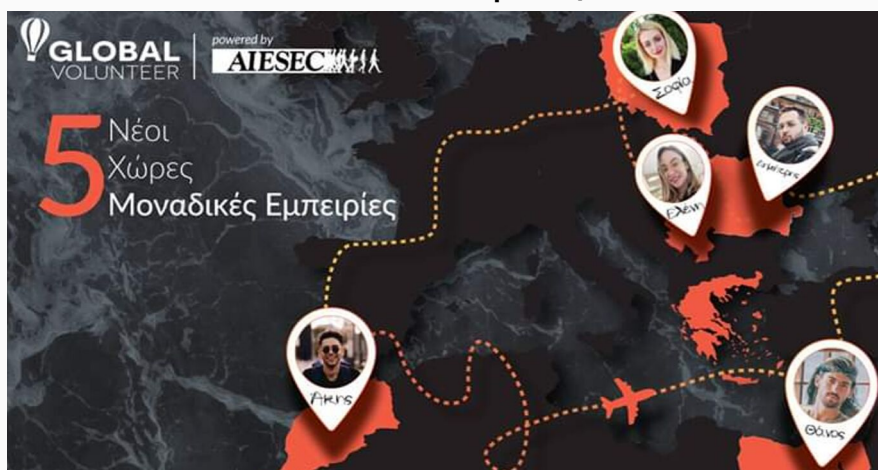 GLOBAL
VOLUNTEER
powered by
AIESEC
5
Νέοι
Χώρες
Μοναδικές Εμπειρίες
Σοφία
Ελένη
Άκης
Θάνος